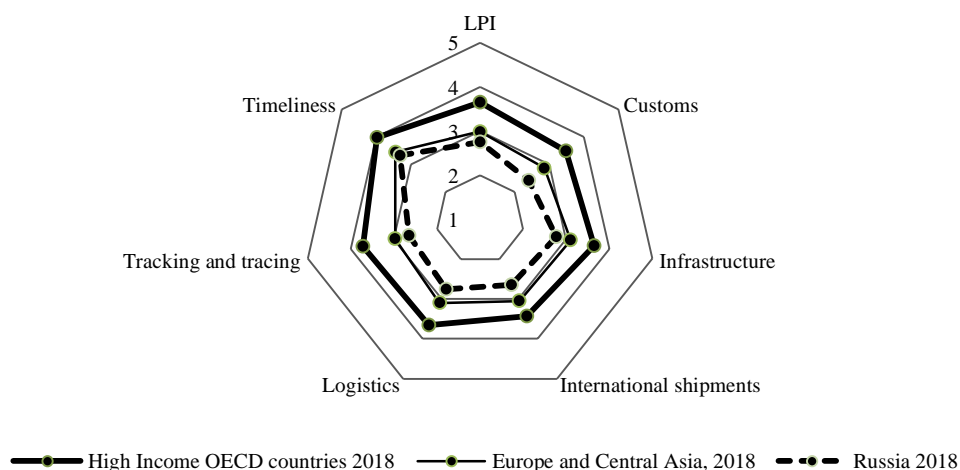 LPI
5
4
3
2
1
Timeliness
Customs
Tracking and tracing
Infrastructure
Logistics
International shipments
High Income OECD countries 2018
Europe and Central Asia, 2018
Russia 2018